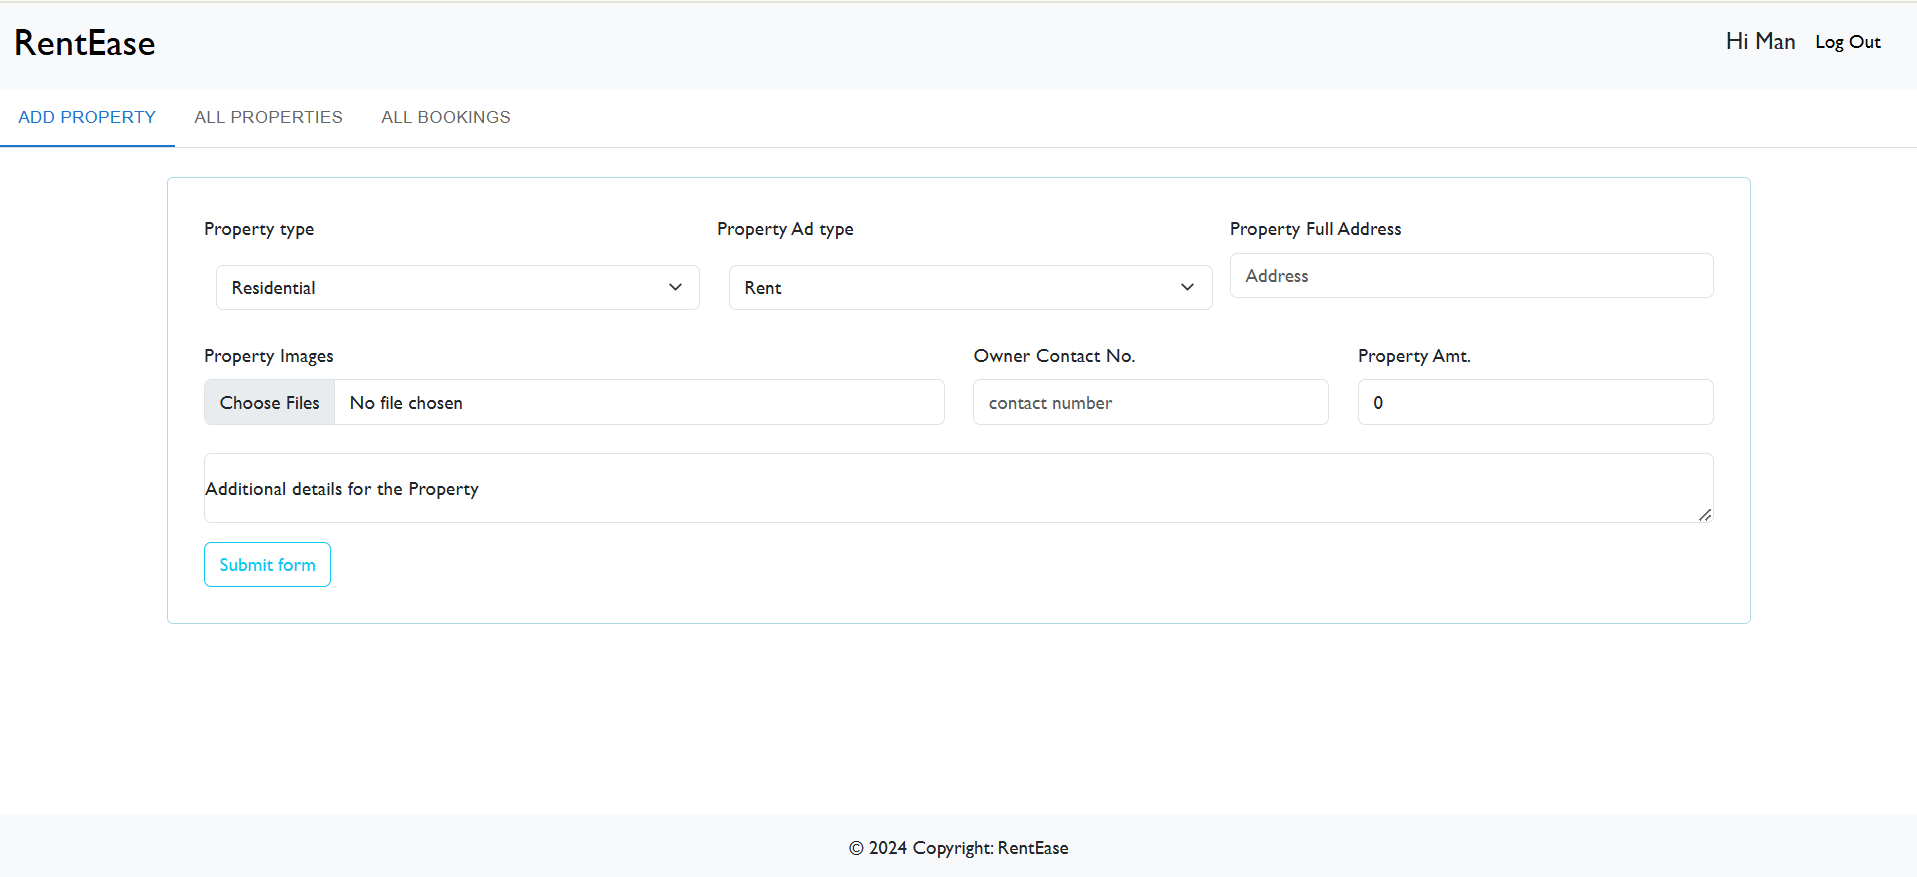 RentEase
Hi Man Log Out
ADD PROPERTY ALL PROPERTIES ALL BOOKINGS
Property type Property Ad type Property Full Address
Residential Rent Address
Property Images Owner Contact No. Property Amt.
Choose Files No file chosen contact number 0
Additional details for the Property
Submit form
© 2024 Copyright: RentEase